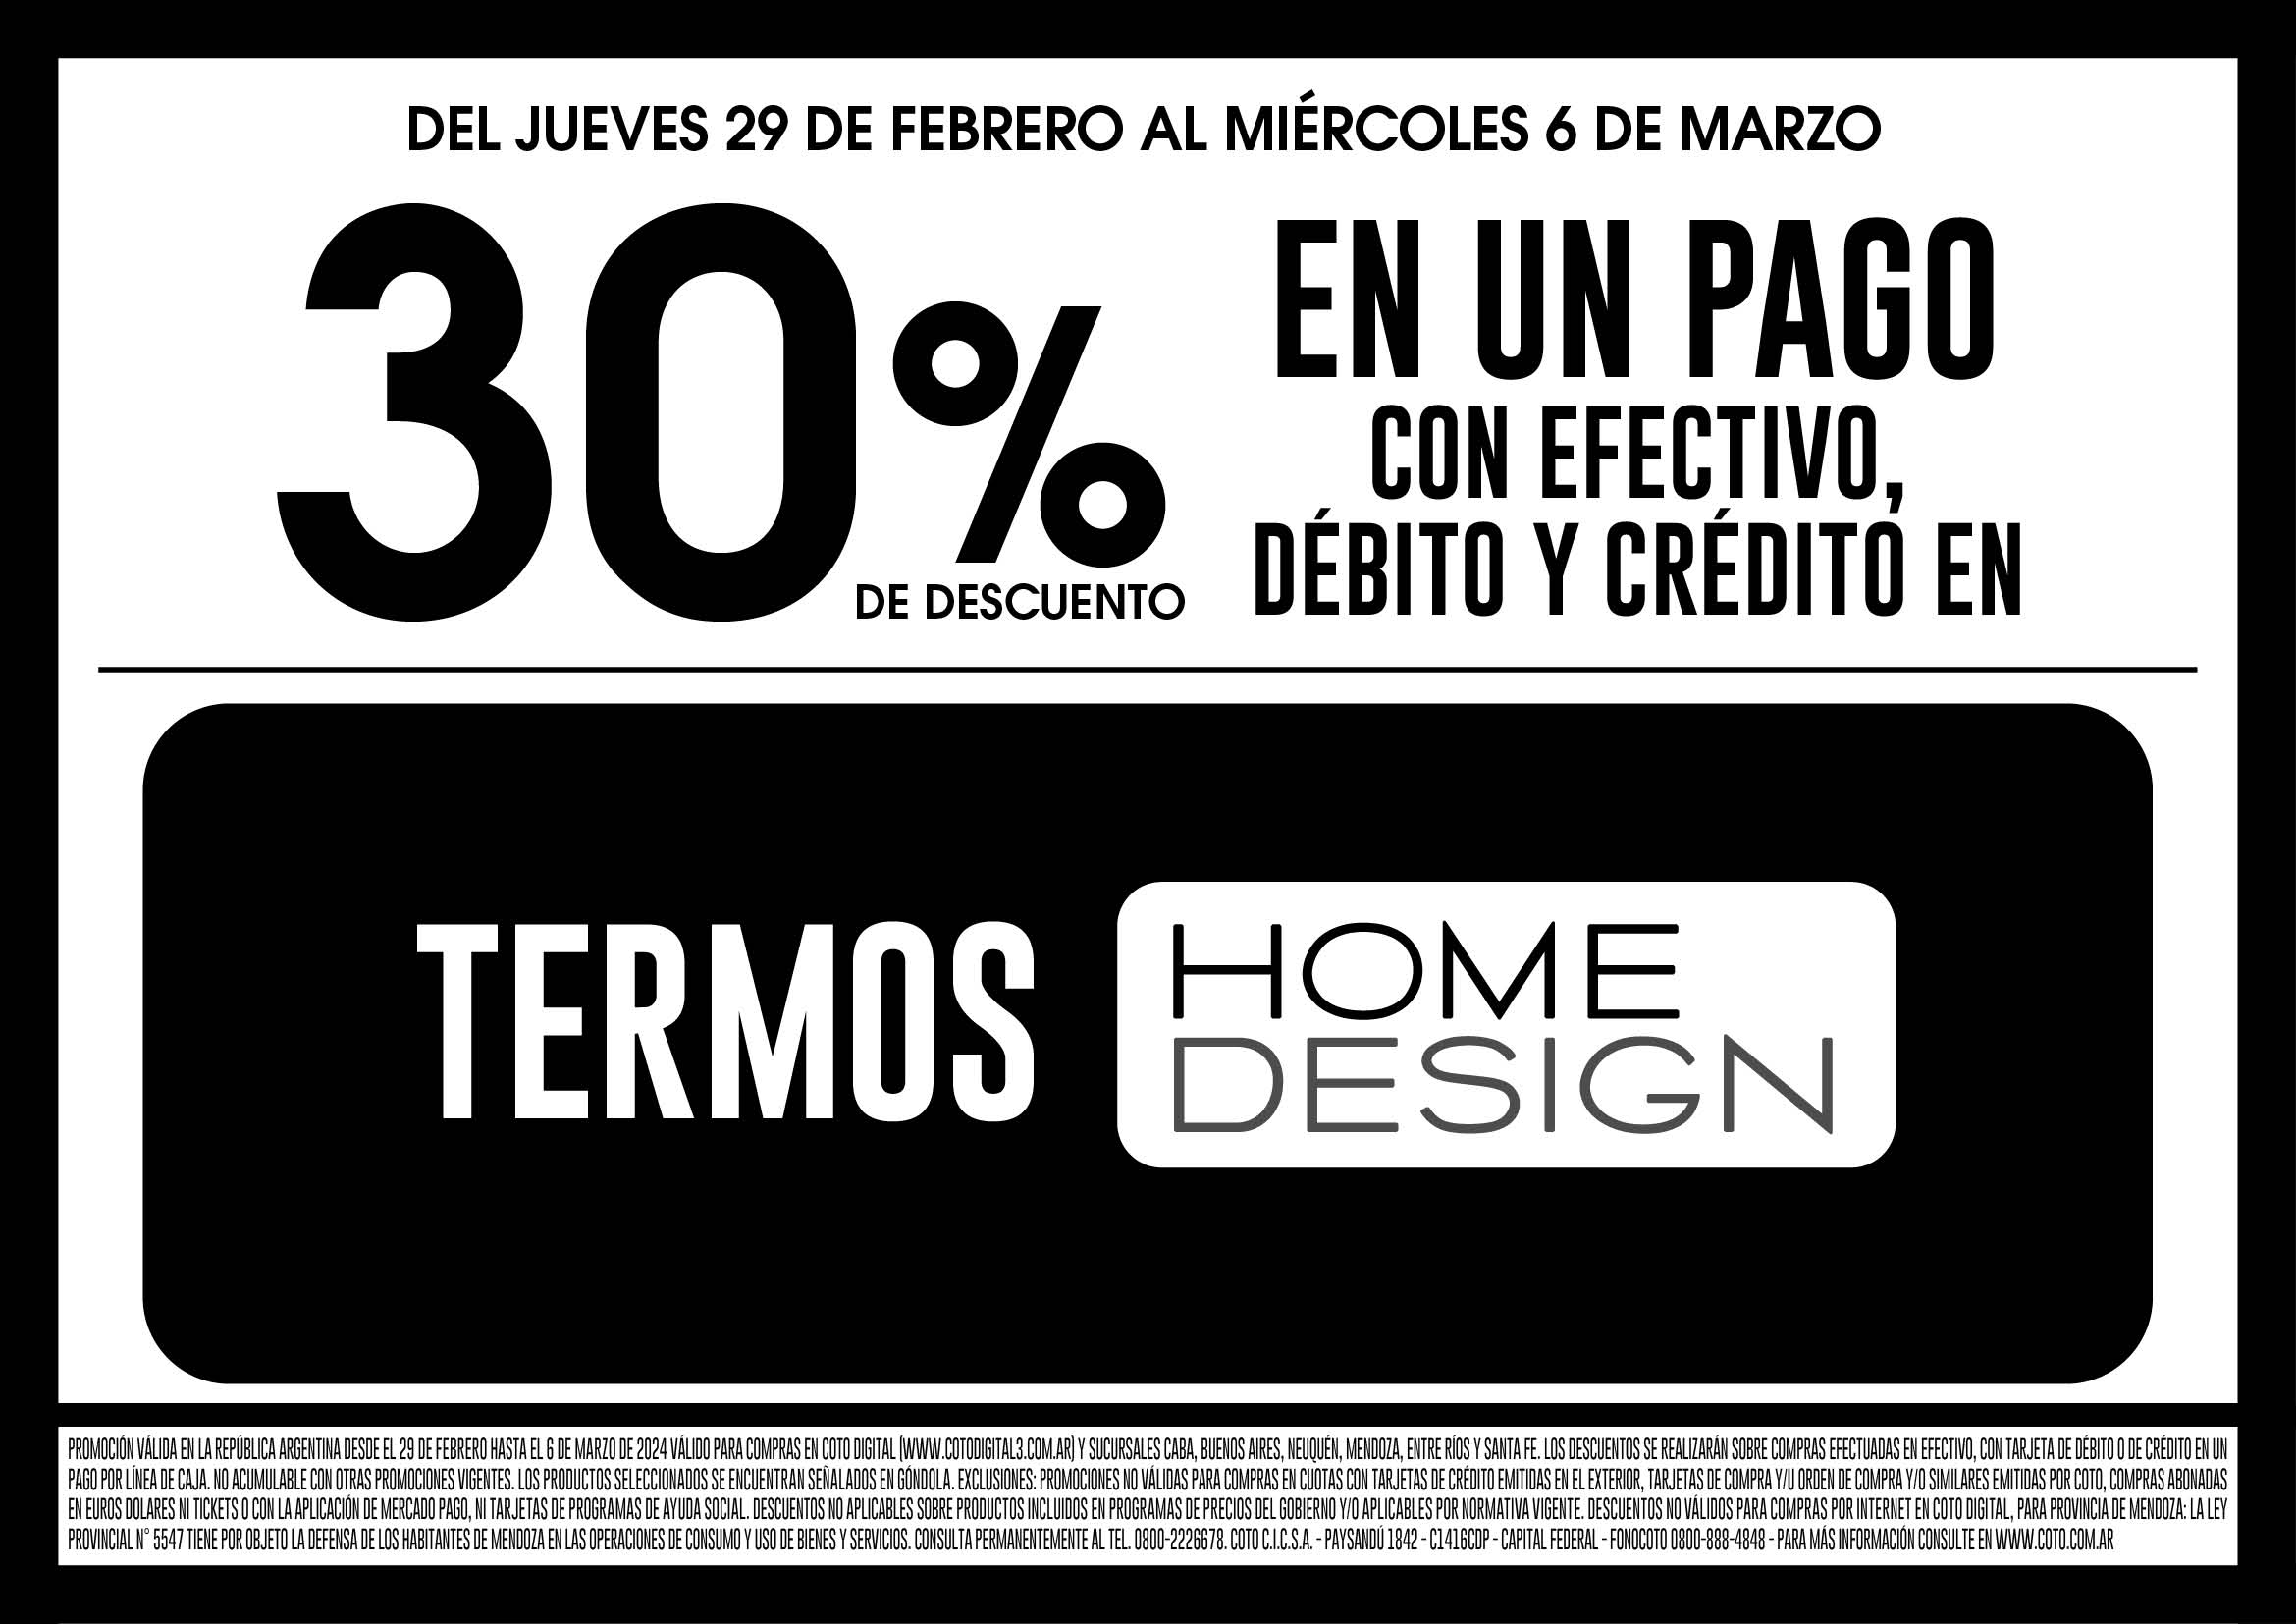 DEL JUEVES 29 DE FEBRERO AL MIÉRCOLES 6 DE MARZO
30%
DE DESCUENTO
EN UN PAGO
CON EFECTIVO,
DÉBITO Y CRÉDITO EN
TERMOS
HOME
DESIGN
PROMOCIÓN VÁLIDA EN LA REPÚBLICA ARGENTINA DESDE EL 29 DE FEBRERO HASTA EL 6 DE MARZO DE 2024 VÁLIDO PARA COMPRAS EN COTO DIGITAL (WWW.COTODIGITAL3.COM.AR) Y SUCURSALES CABA, BUENOS AIRES, NEUQUÉN, MENDOZA, ENTRE RÍOS Y SANTA FE. LOS DESCUENTOS SE REALIZARÁN SOBRE COMPRAS EFECTUADAS EN EFECTIVO, CON TARJETA DE DÉBITO O DE CRÉDITO EN UN
PAGO POR LÍNEA DE CAJA. NO ACUMULABLE CON OTRAS PROMOCIONES VIGENTES. LOS PRODUCTOS SELECCIONADOS SE ENCUENTRAN SEÑALADOS EN GÓNDOLA. EXCLUSIONES: PROMOCIONES NO VÁLIDAS PARA COMPRAS EN CUOTAS CON TARJETAS DE CRÉDITO EMITIDAS EN EL EXTERIOR, TARJETAS DE COMPRA Y/U ORDEN DE COMPRA Y/O SIMILARES EMITIDAS POR COTO, COMPRAS ABONADAS
EN EUROS DOLARES NI TICKETS O CON LA APLICACIÓN DE MERCADO PAGO, NI TARJETAS DE PROGRAMAS DE AYUDA SOCIAL. DESCUENTOS NO APLICABLES SOBRE PRODUCTOS INCLUIDOS EN PROGRAMAS DE PRECIOS DEL GOBIERNO Y/O APLICABLES POR NORMATIVA VIGENTE. DESCUENTOS NO VÁLIDOS PARA COMPRAS POR INTERNET EN COTO DIGITAL, PARA PROVINCIA DE MENDOZA: LA LEY
PROVINCIAL N° 5547 TIENE POR OBJETO LA DEFENSA DE LOS HABITANTES DE MENDOZA EN LAS OPERACIONES DE CONSUMO Y USO DE BIENES Y SERVICIOS. CONSULTA PERMANENTEMENTE AL TEL. 0800-2226678. COTO C.I.C.S.A. - PAYSANDÚ 1842 - C1416CDP - CAPITAL FEDERAL - FONOCOTO 0800-888-4848 - PARA MÁS INFORMACIÓN CONSULTE EN WWW.COTO.COM.AR